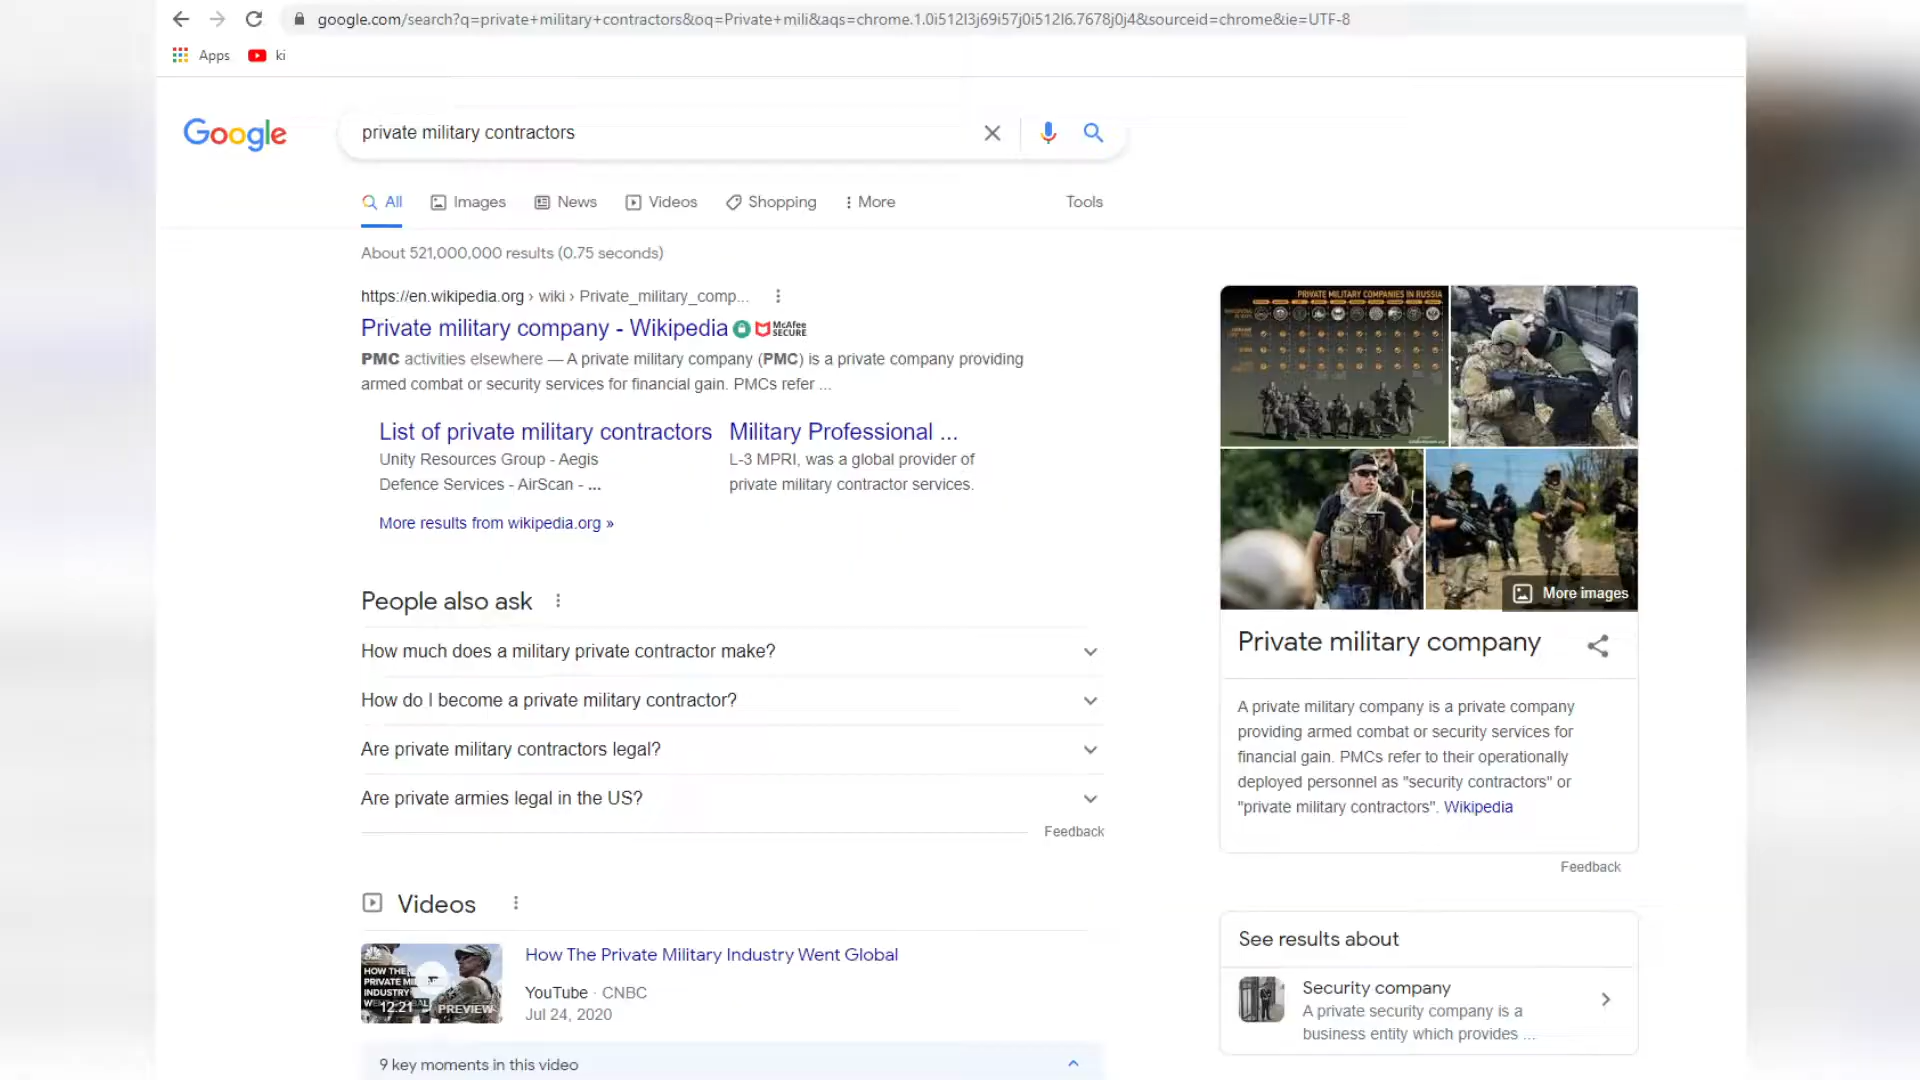 google.com/search?q=private+military+contractors&oq=Private+mili&aqs=chrome.1.0i512l3j69i57j0i512l6.7678j0j4&sourceid=chrome&ie=UTF-8
Apps
ki
Google
private military contractors
All
Images
News
Videos
Shopping
More
Tools
About 521,000,000 results (0.75 seconds)
https://en.wikipedia.org › wiki › Private_military_comp...
Private military company - Wikipedia
McAfee
SECURE
PMC activities elsewhere — A private military company (PMC) is a private company providing
armed combat or security services for financial gain. PMCs refer ...
List of private military contractors
Unity Resources Group - Aegis
Defence Services - AirScan - ...
Military Professional ...
L-3 MPRI, was a global provider of
private military contractor services.
More results from wikipedia.org »
People also ask
How much does a military private contractor make?
How do I become a private military contractor?
Are private military contractors legal?
Are private armies legal in the US?
Feedback
Videos
HOW THE
PRIVATE
INDUSTRY
12:21
PREVIEW
How The Private Military Industry Went Global
YouTube · CNBC
Jul 24, 2020
9 key moments in this video
PRIVATE MILITARY COMPANIES IN RUSSIA
More images
Private military company
A private military company is a private company
providing armed combat or security services for
financial gain. PMCs refer to their operationally
deployed personnel as "security contractors" or
"private military contractors". Wikipedia
Feedback
See results about
Security company
A private security company is a
business entity which provides ...